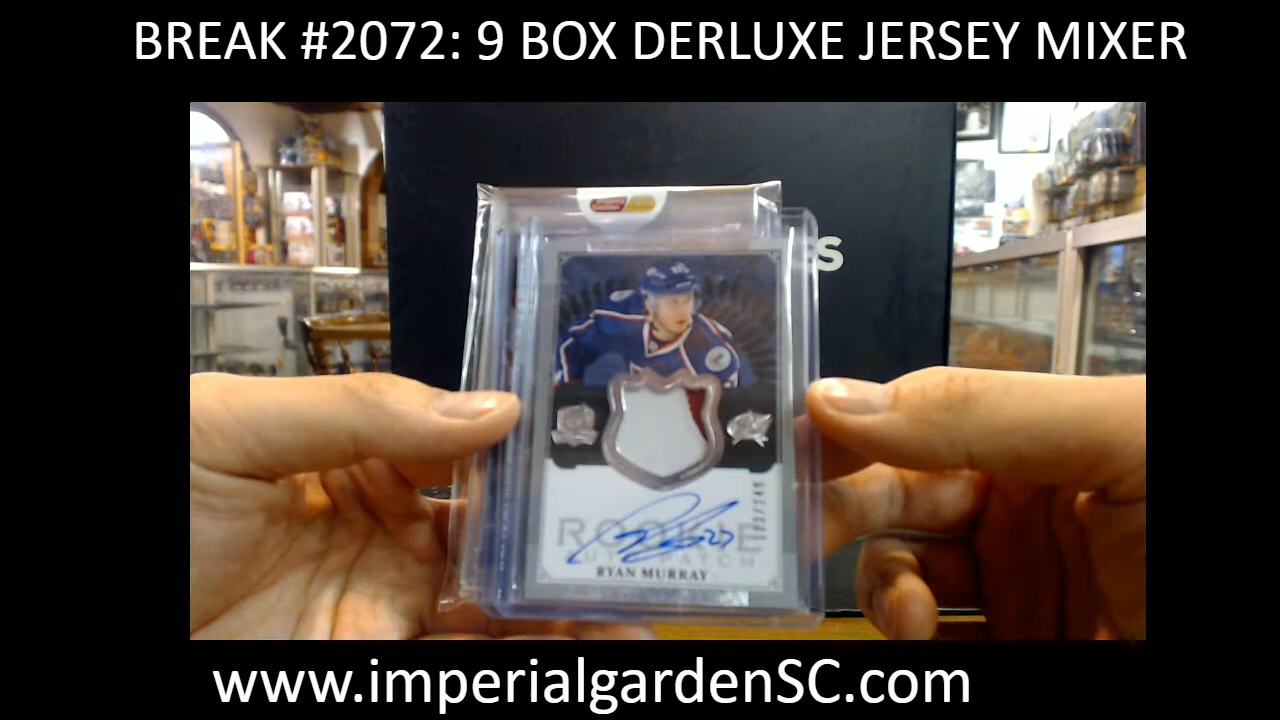 BREAK #2072: 9 BOX DERLUXE JERSEY MIXER
ROOKIE
RYAN MURRAY
www.imperialgardenSC.com